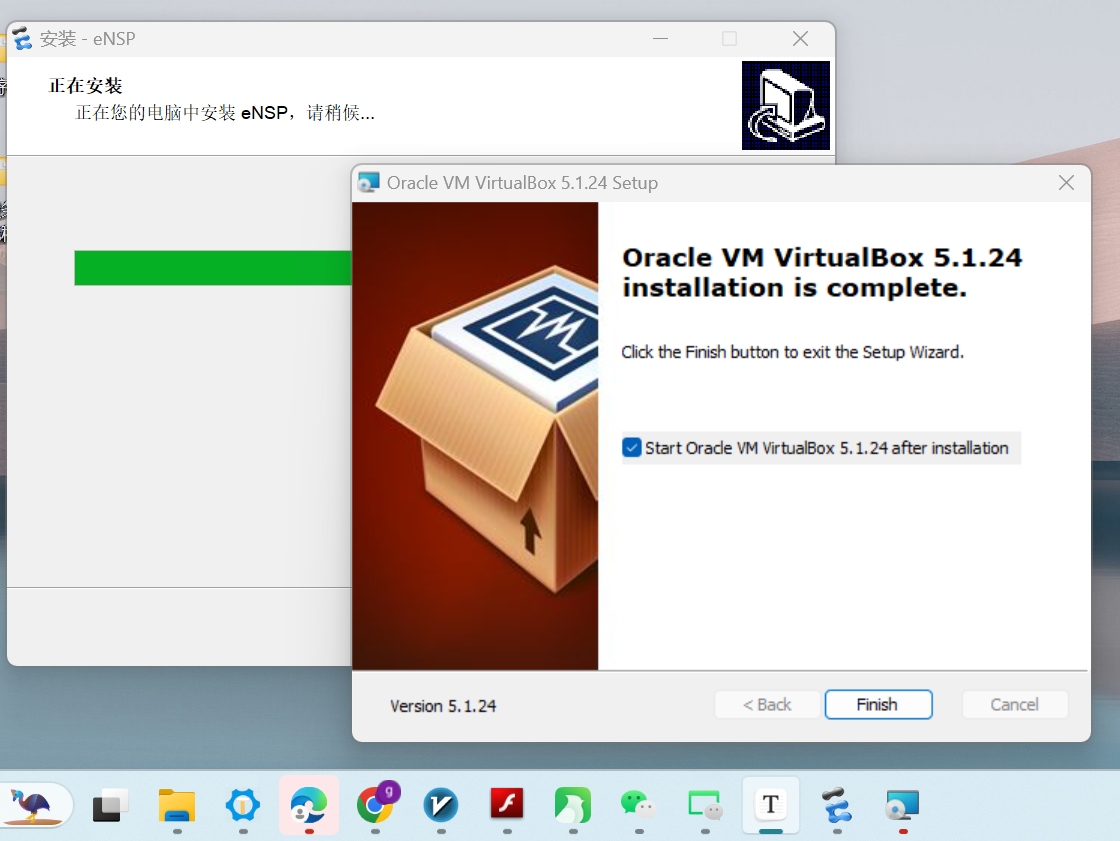 安装 - eNSP
正在安装
正在您的电脑中安装 eNSP，请稍候...
Oracle VM VirtualBox 5.1.24 Setup
Oracle VM VirtualBox 5.1.24
installation is complete.
Click the Finish button to exit the Setup Wizard.
Start Oracle VM VirtualBox 5.1.24 after installation
Version 5.1.24
< Back
Finish
Cancel
g
T